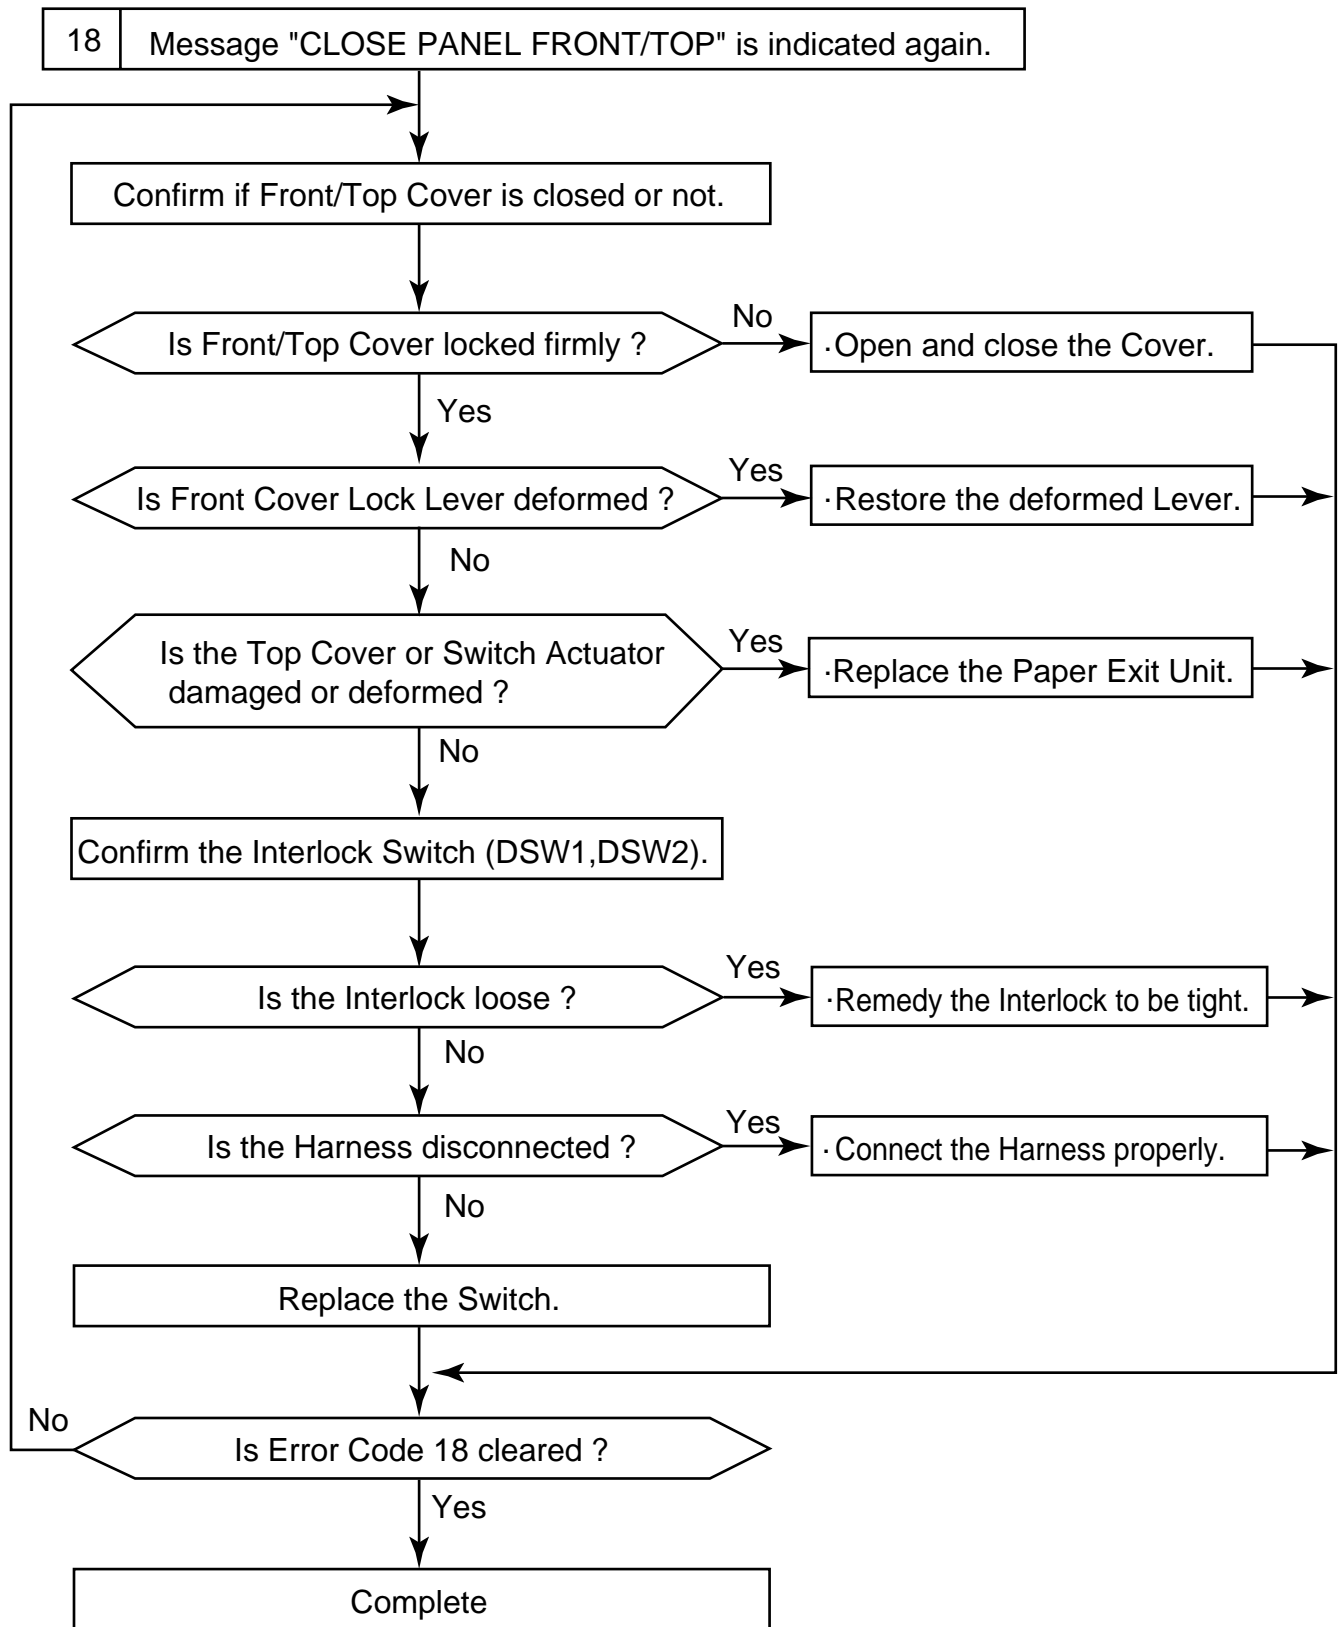 18 Message "CLOSE PANEL FRONT/TOP" is indicated again.
Confirm if Front/Top Cover is closed or not.
Is Front/Top Cover locked firmly ?
No
·Open and close the Cover.
Yes
Is Front Cover Lock Lever deformed ?
Yes
·Restore the deformed Lever.
No
Is the Top Cover or Switch Actuator
damaged or deformed ?
Yes
·Replace the Paper Exit Unit.
No
Confirm the Interlock Switch (DSW1,DSW2).
Is the Interlock loose ?
Yes
·Remedy the Interlock to be tight.
No
Is the Harness disconnected ?
Yes
·Connect the Harness properly.
No
Replace the Switch.
No
Is Error Code 18 cleared ?
Yes
Complete